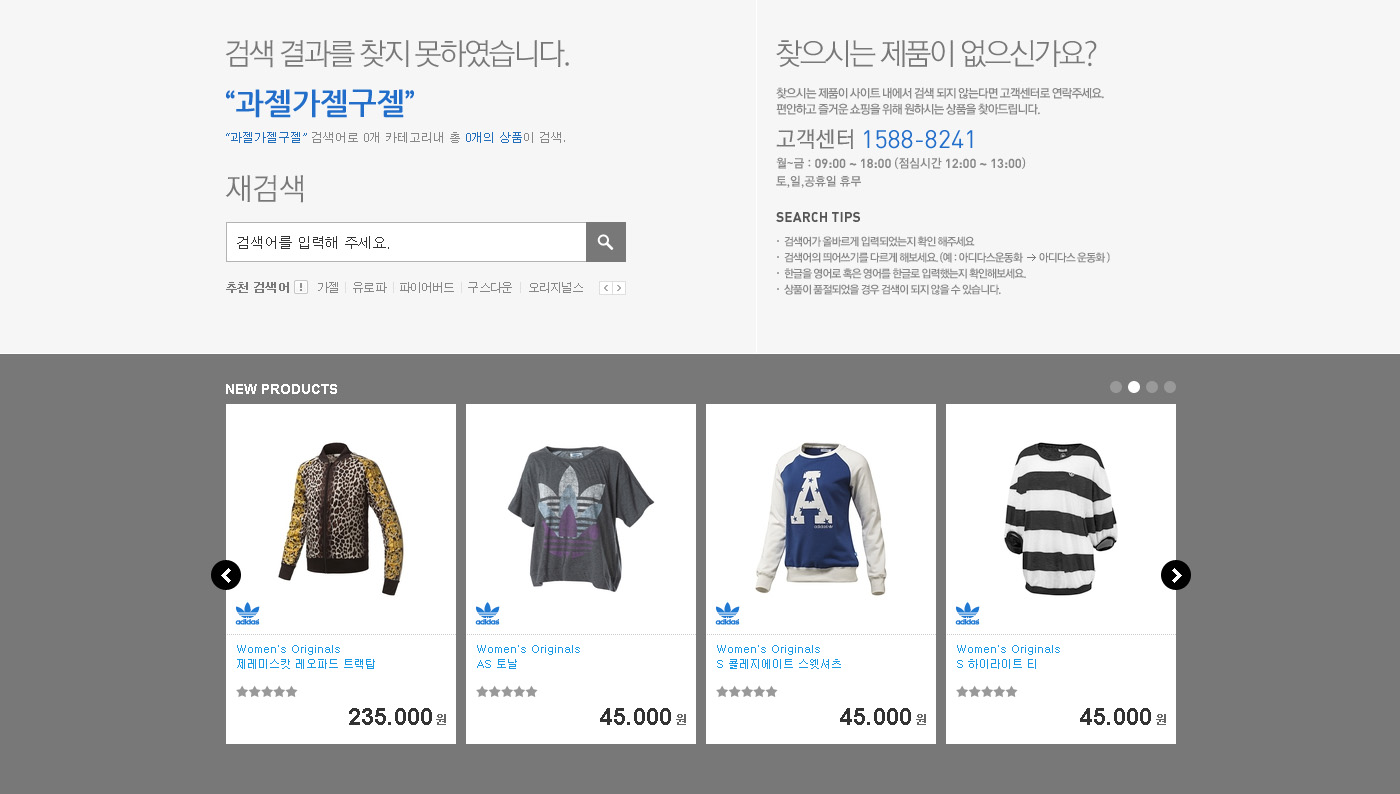 검색 결과를 찾지 못하였습니다.
“과젤가젤구젤”
“과젤가젤구젤” 검색어로 0개 카테고리내 총 0개의 상품이 검색.
재검색
검색어를 입력해 주세요.
추천 검색어 ! 가젤 유로파 파이어버드 구스다운 오리지널스
찾으시는 제품이 없으신가요?
찾으시는 제품이 사이트 내에서 검색 되지 않는다면 고객센터로 연락주세요.
편안하고 즐거운 쇼핑을 위해 원하시는 상품을 찾아드립니다.
고객센터 1588-8241
월~금 : 09:00 ~ 18:00 (점심시간 12:00 ~ 13:00)
토,일,공휴일 휴무
SEARCH TIPS
· 검색어가 올바르게 입력되었는지 확인 해주세요
· 검색어의 띄어쓰기를 다르게 해보세요. (예 : 아디다스운동화 → 아디다스 운동화 )
· 한글을 영어로 혹은 영어를 한글로 입력했는지 확인해보세요.
· 상품이 품절되었을 경우 검색이 되지 않을 수 있습니다.
NEW PRODUCTS
A
adidas
adidas
adidas
adidas
Women's Originals
제레미스캇 레오파드 트랙탑
235.000 원
Women's Originals
AS 토날
45.000 원
Women's Originals
S 콜레지에이트 스웻셔츠
45.000 원
Women's Originals
S 하이라이트 티
45.000 원